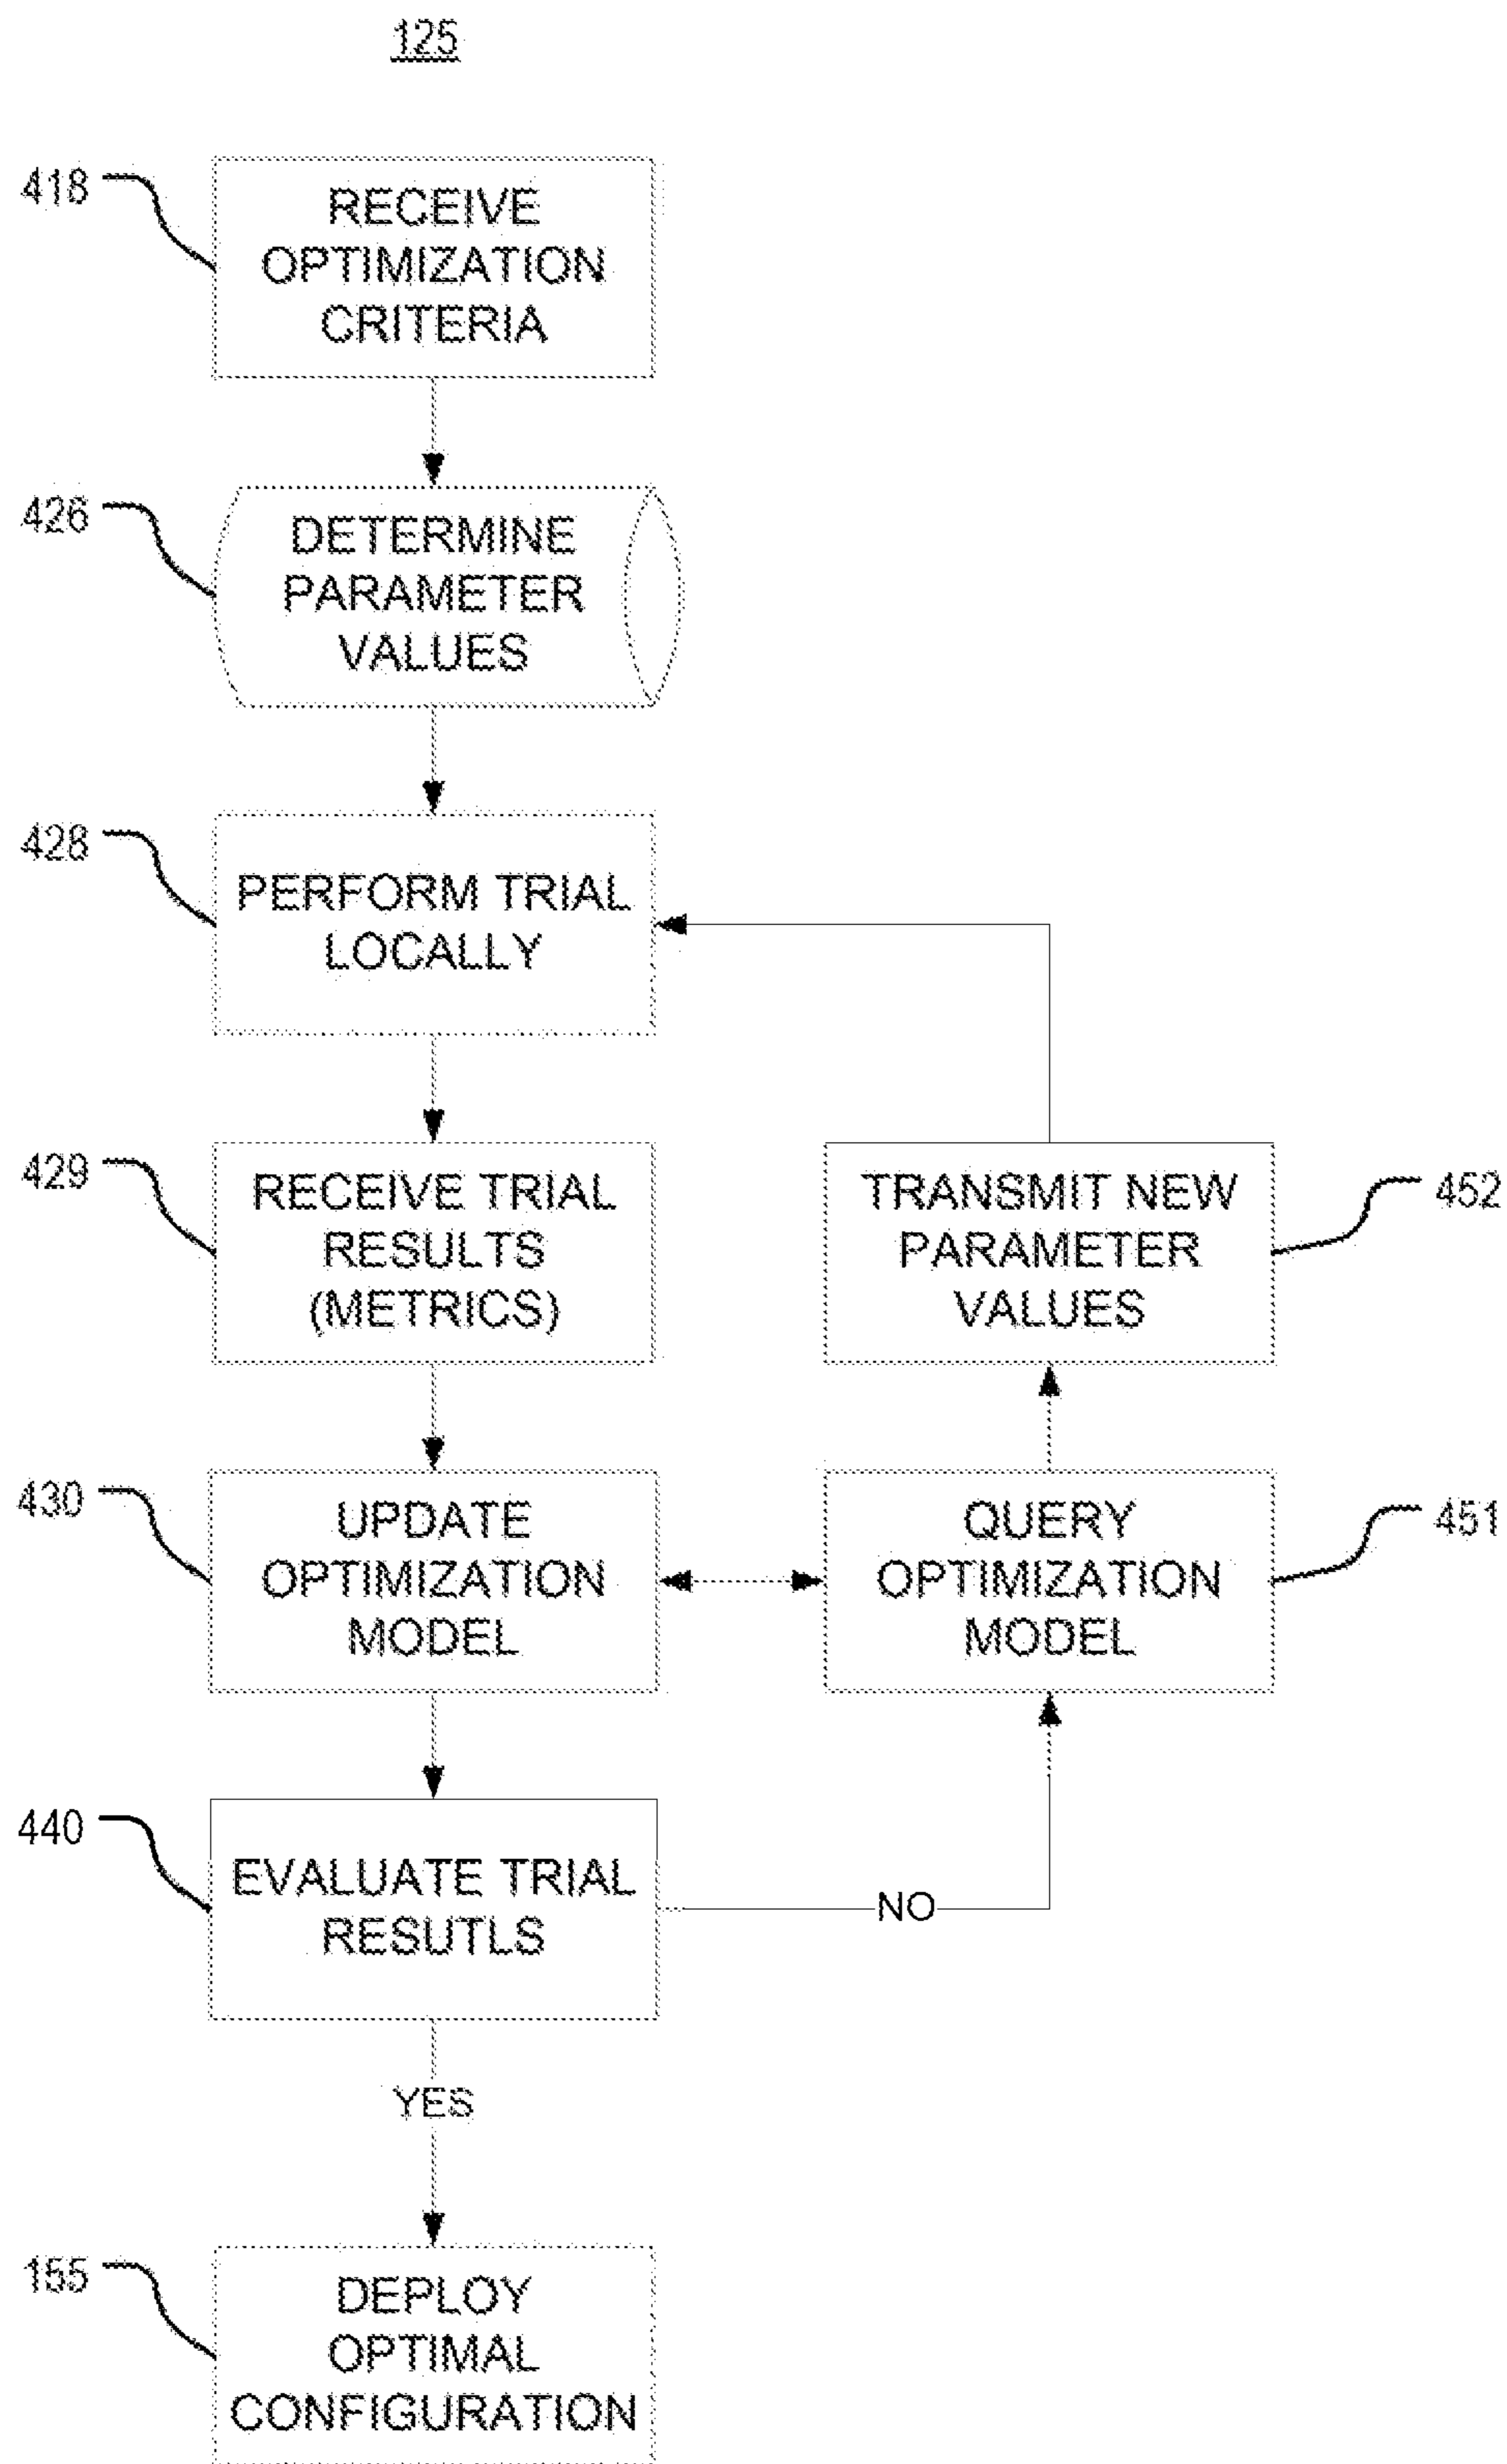 125
418
RECEIVE
OPTIMIZATION
CRITERIA
426
DETERMINE
PARAMETER
VALUES
428
PERFORM TRIAL
LOCALLY
429
RECEIVE TRIAL
RESULTS
(METRICS)
TRANSMIT NEW
PARAMETER
VALUES
452
430
UPDATE
OPTIMIZATION
MODEL
QUERY
OPTIMIZATION
MODEL
451
440
EVALUATE TRIAL
RESUTLS
NO
YES
155
DEPLOY
OPTIMAL
CONFIGURATION